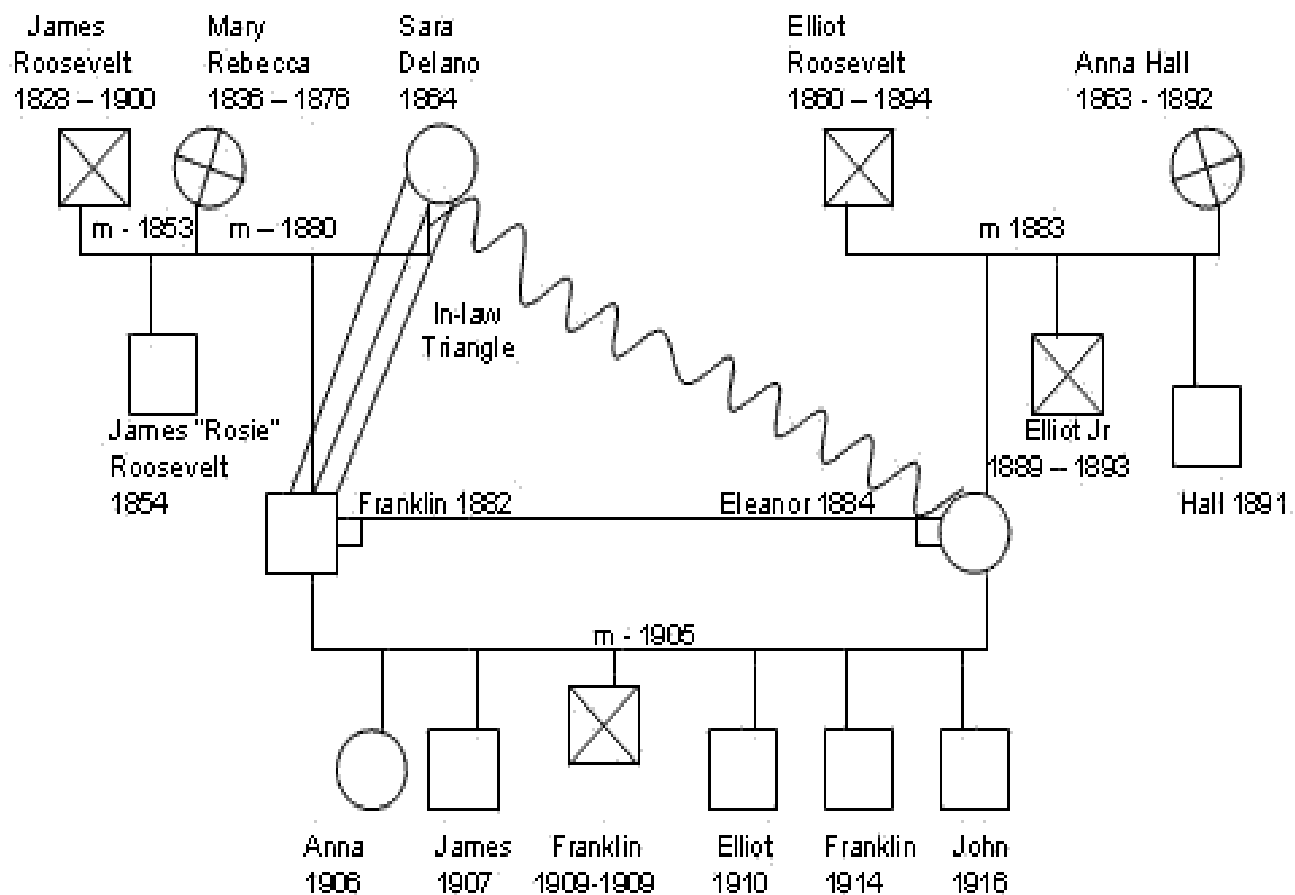 James
Roosevelt
1828 – 1900
Mary
Rebecca
1836 – 1876
Sara
Delano
1864
Elliot
Roosevelt
1860 – 1894
Anna Hall
1863 - 1892
m - 1853
m – 1880
m 1883
In-law
Triangle
James "Rosie"
Roosevelt
1854
Elliot Jr
1889 – 1893
Hall 1891
Franklin 1882
Eleanor 1884
m - 1905
Anna
1906
James
1907
Franklin
1909-1909
Elliot
1910
Franklin
1914
John
1916